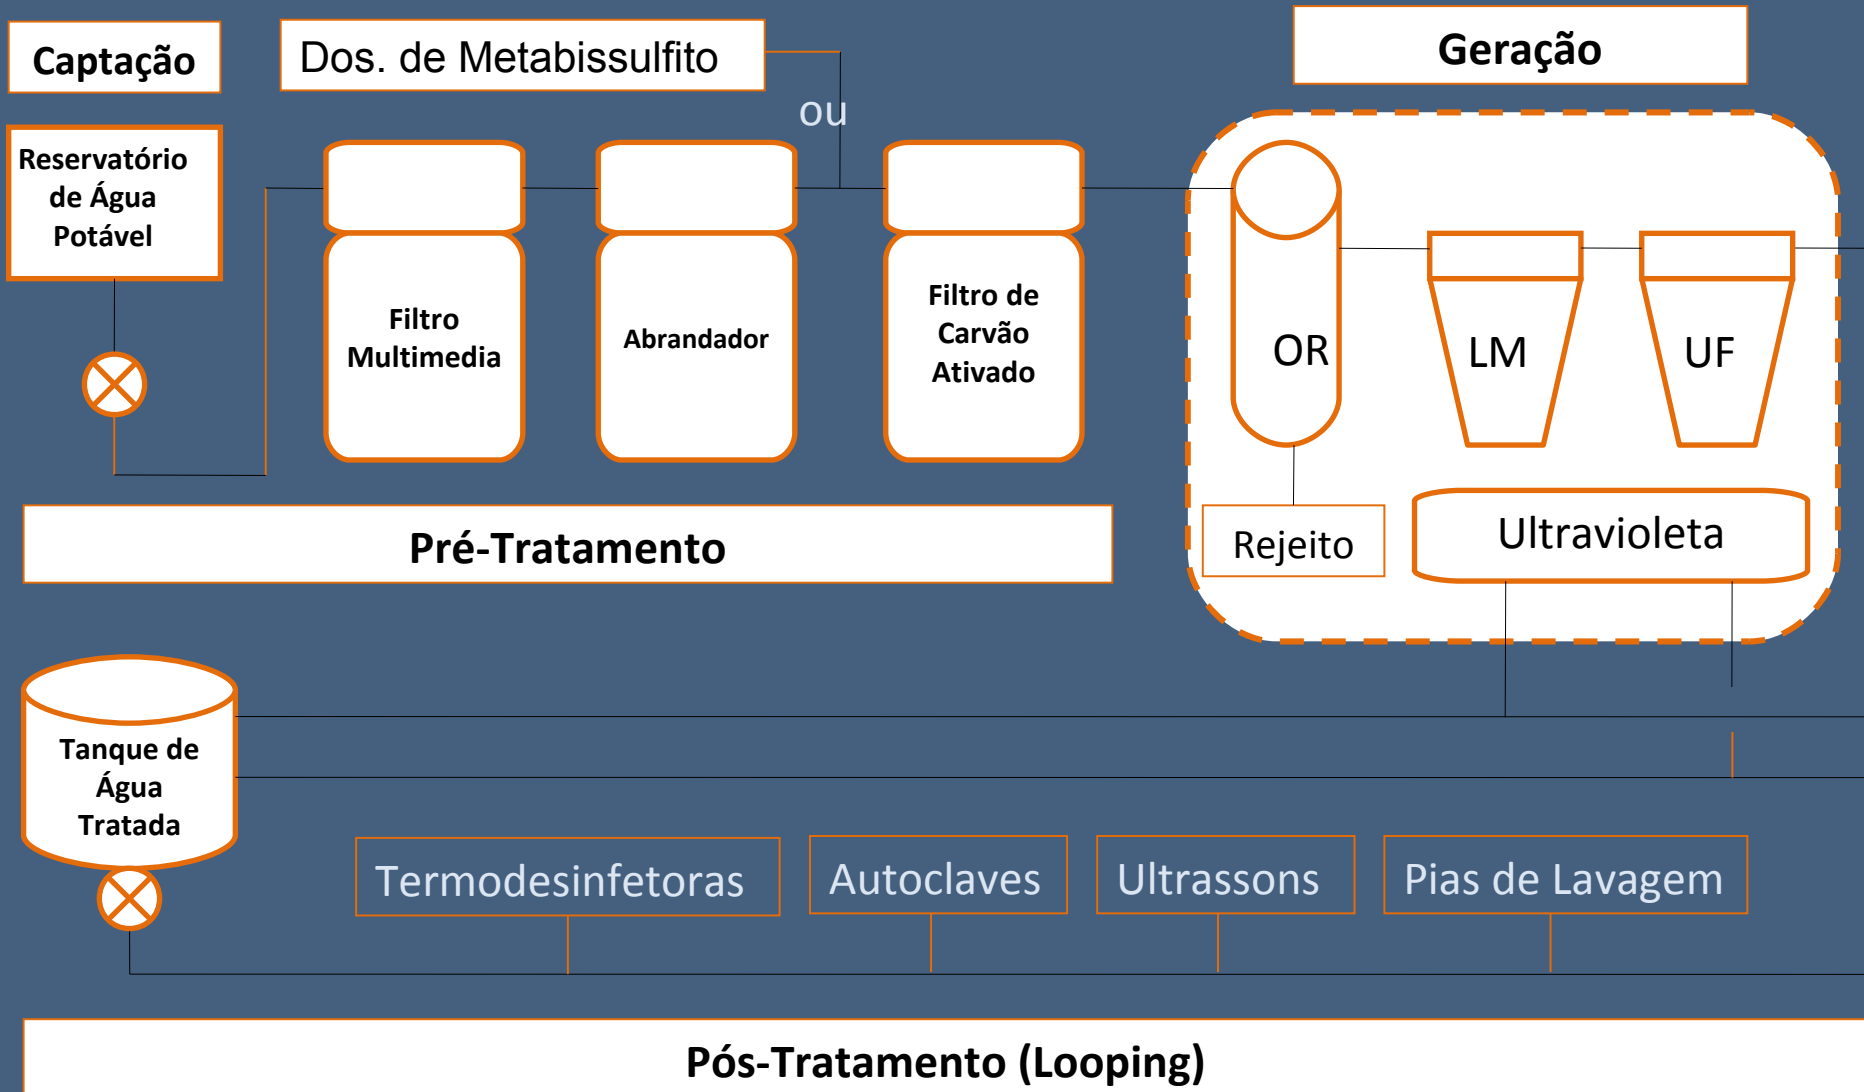 Captação
Dos. de Metabissulfito
Geração
ou
Reservatório
de Água
Potável
Filtro
Multimedia
Abrandador
Filtro de
Carvão
Ativado
OR
LM
UF
Rejeito
Ultravioleta
Pré-Tratamento
Tanque de
Água
Tratada
Termodesinfetoras
Autoclaves
Ultrassons
Pias de Lavagem
Pós-Tratamento (Looping)